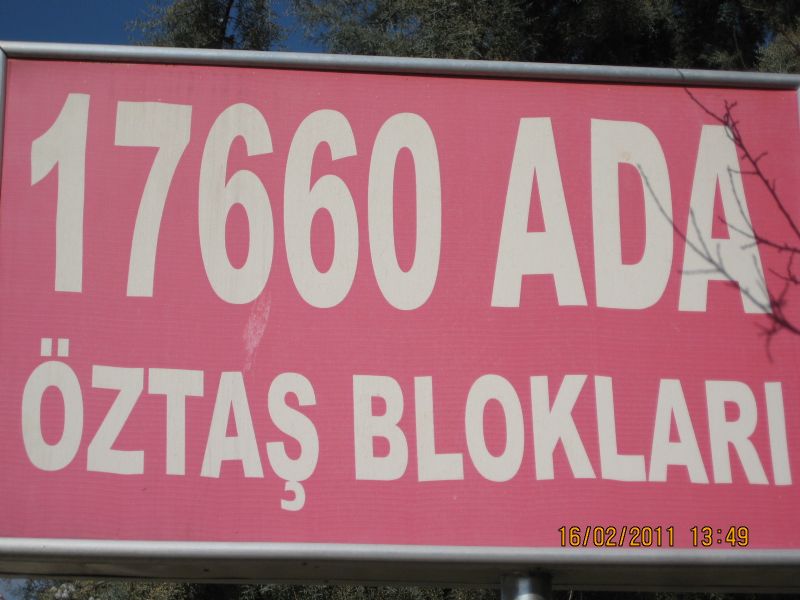 17660 ADA
ÖZTAŞ BLOKLARI
16/02/2011 13:49